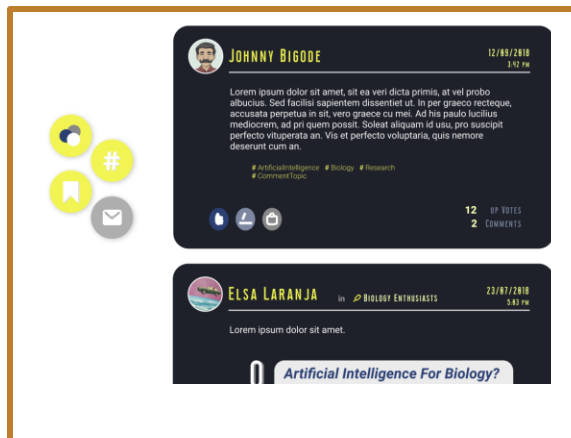 Johnny Bigode
12/09/2018
3:42 PM
Lorem ipsum dolor sit amet, sit ea veri dicta primis, at vel probo
albucius. Sed facilisi sapientem dissentiet ut. In per graeco recteque,
accusata perpetua in sit, vero graece cu mei. Ad his paulo lucilius
mediocrem, ad pri quem possit. Soleat aliquam id usu, pro suscipit
perfecto vituperata an. Vis et perfecto voluptaria, quis nemore
deserunt cum an.
# ArtificialIntelligence # Biology # Research
# CommentTopic
#
12 UP Votes
2 Comments
Elsa Laranja in Biology Enthusiasts
23/07/2018
5:03 PM
Lorem ipsum dolor sit amet.
Artificial Intelligence For Biology?